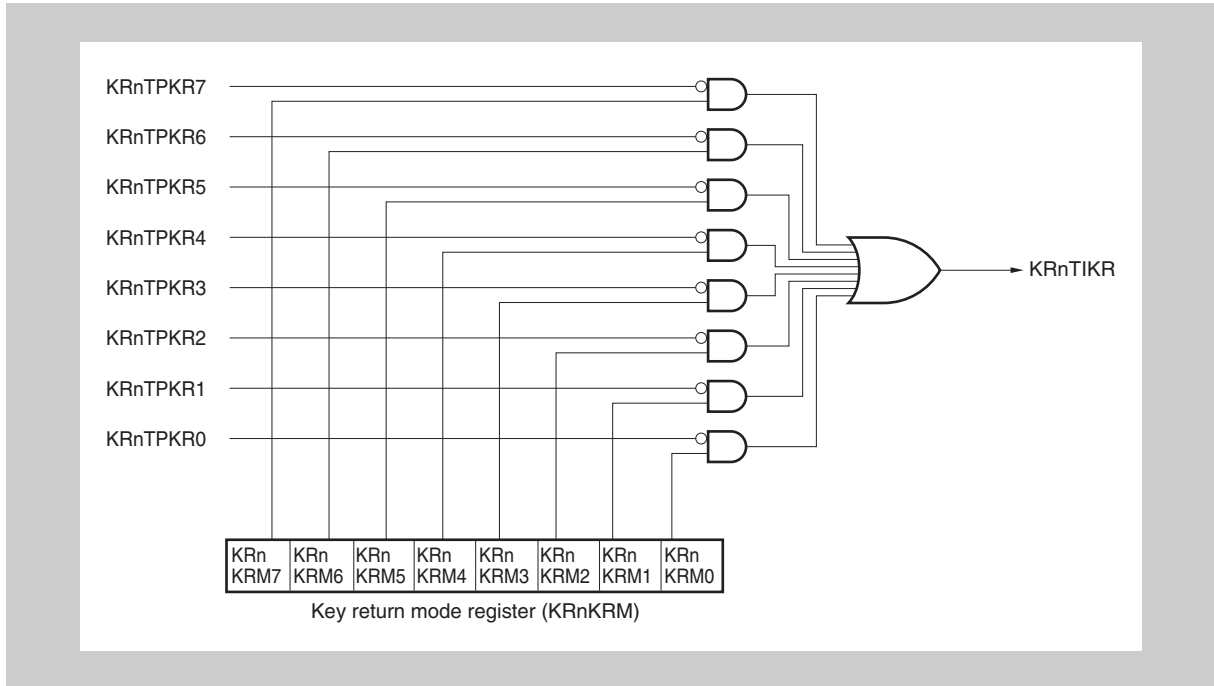 KRnTPKR7
KRnTPKR6
KRnTPKR5
KRnTPKR4
KRnTPKR3
KRnTPKR2
KRnTPKR1
KRnTPKR0
KRnTIKR
KRn KRn KRn KRn KRn KRn KRn KRn
KRM7 KRM6 KRM5 KRM4 KRM3 KRM2 KRM1 KRM0
Key return mode register (KRnKRM)